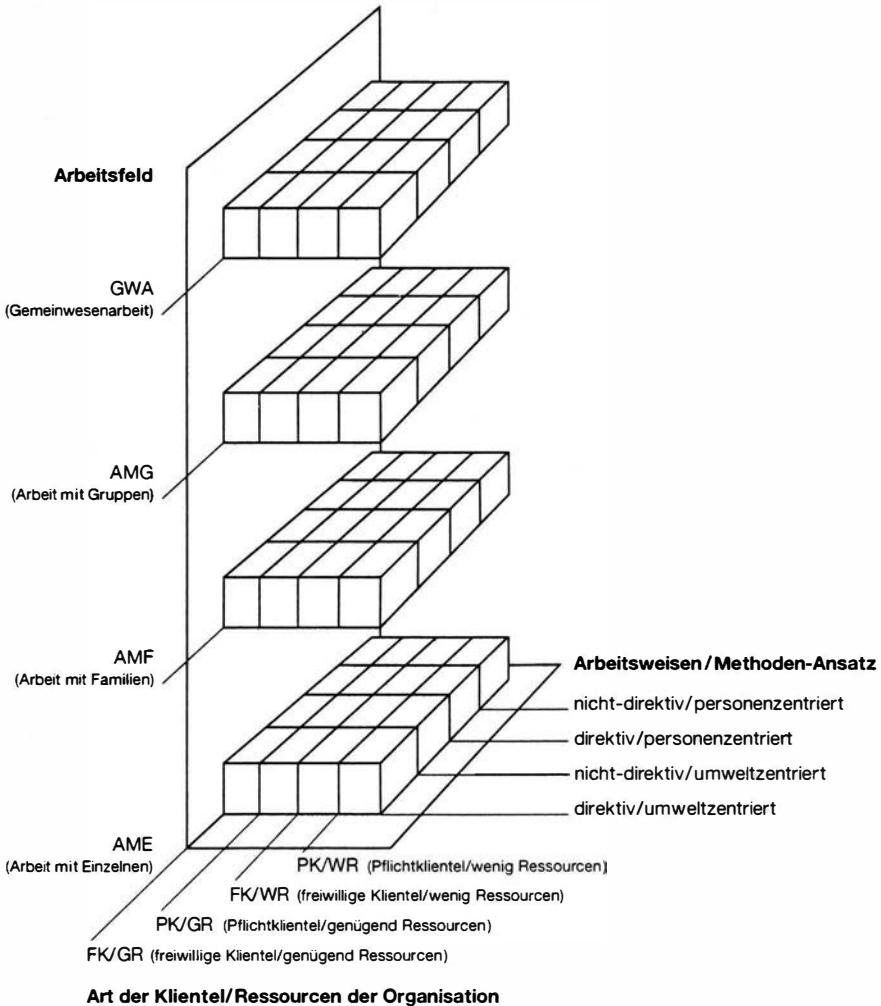 Arbeitsfeld
GWA
(Gemeinwesenarbeit)
AMG
(Arbeit mit Gruppen)
AMF
(Arbeit mit Familien)
Arbeitsweisen/Methoden-Ansatz
nicht-direktiv/personenzentriert
direktiv/personenzentriert
nicht-direktiv/umweltzentriert
direktiv/umweltzentriert
AME
(Arbeit mit Einzelnen)
PK/WR (Pflichtklientel/wenig Ressourcen)
FK/WR (freiwillige Klientel/wenig Ressourcen)
PK/GR (Pflichtklientel/genügend Ressourcen)
FK/GR (freiwillige Klientel/genügend Ressourcen)
Art der Klientel/Ressourcen der Organisation